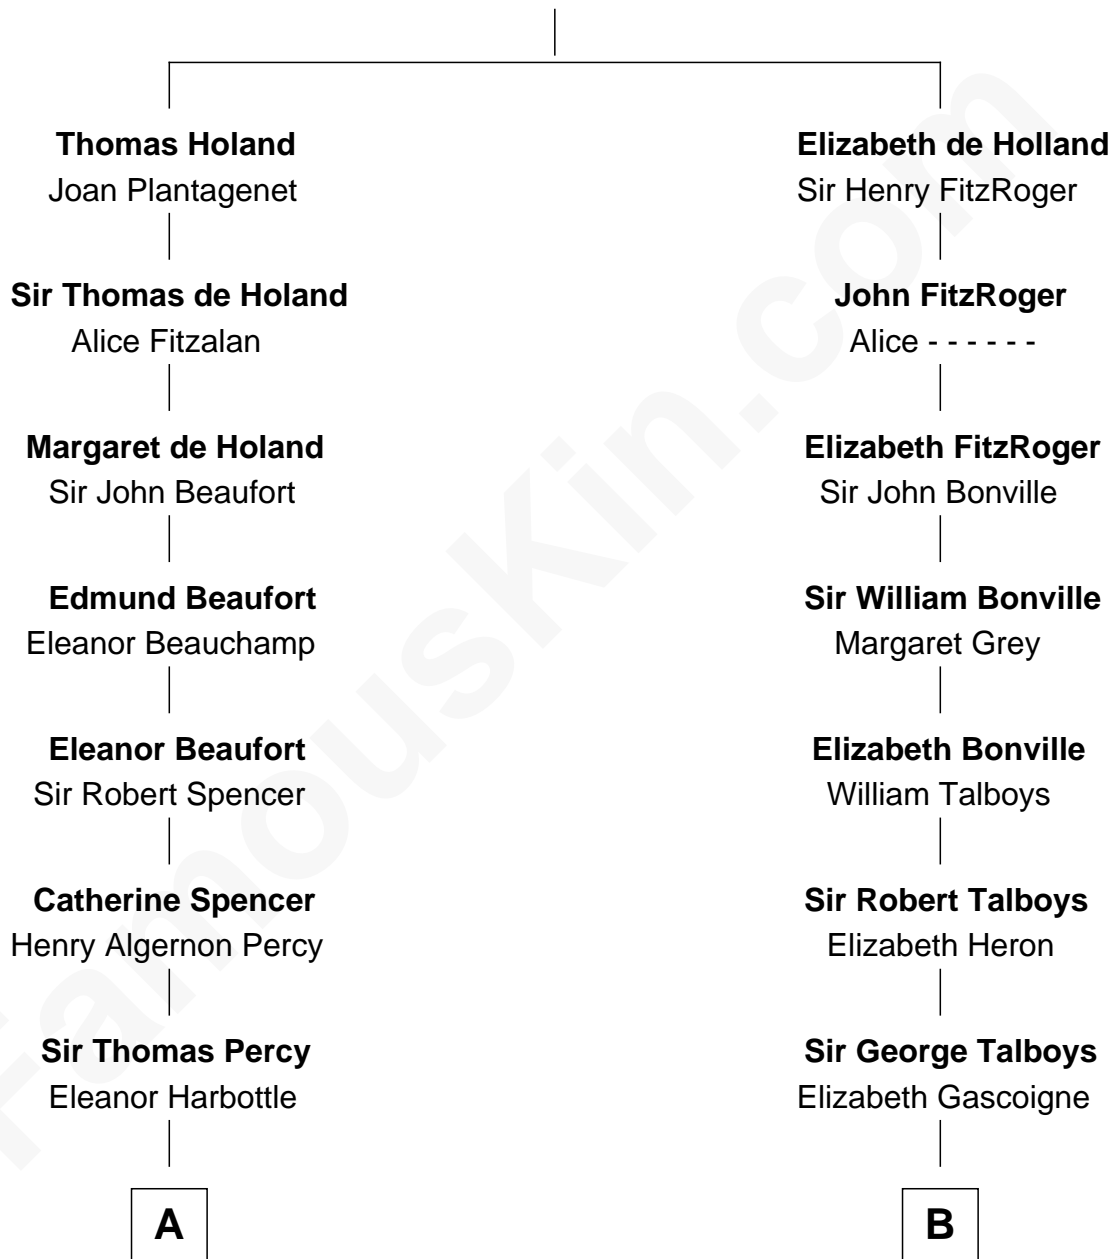 Thomas Holand
Joan Plantagenet
Sir Thomas de Holand
Alice Fitzalan
Margaret de Holand
Sir John Beaufort
Edmund Beaufort
Eleanor Beauchamp
Eleanor Beaufort
Sir Robert Spencer
Catherine Spencer
Henry Algernon Percy
Sir Thomas Percy
Eleanor Harbottle
A
Elizabeth de Holland
Sir Henry FitzRoger
John FitzRoger
Alice - - - - - -
Elizabeth FitzRoger
Sir John Bonville
Sir William Bonville
Margaret Grey
Elizabeth Bonville
William Talboys
Sir Robert Talboys
Elizabeth Heron
Sir George Talboys
Elizabeth Gascoigne
B
FamousKin.com